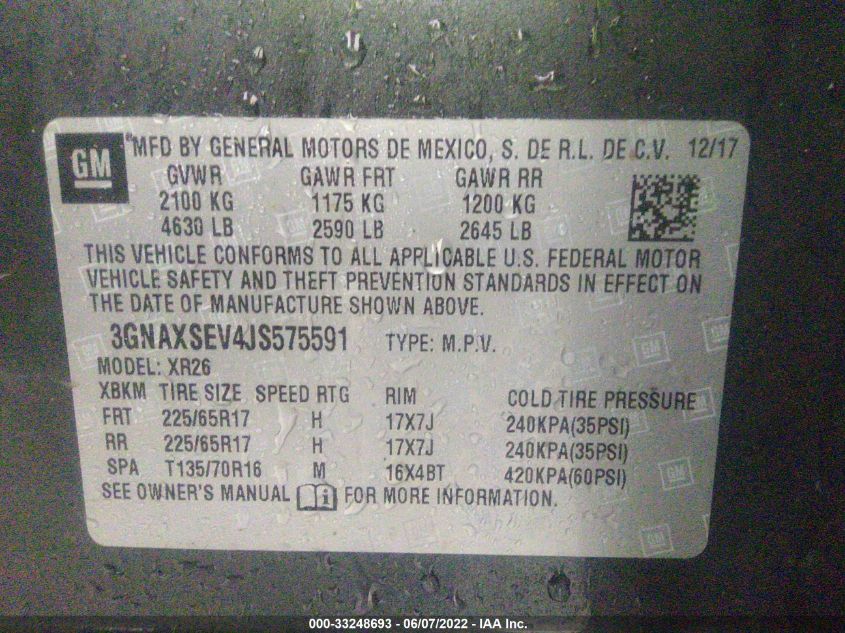 GM "MFD BY GENERAL MOTORS DE MEXICO, S. DE R.L. DE C.V. 12/17
GVWR GAWR FRT GAWR RR
2100 KG 1175 KG 1200 KG
4630 LB 2590 LB 2645 LB
THIS VEHICLE CONFORMS TO ALL APPLICABLE U.S. FEDERAL MOTOR
VEHICLE SAFETY AND THEFT PREVENTION STANDARDS IN EFFECT ON
THE DATE OF MANUFACTURE SHOWN ABOVE.
3GNAXSEV4JS575591 TYPE: M.P.V.
MODEL: XR26
XBKM TIRE SIZE SPEED RTG RIM COLD TIRE PRESSURE
FRT 225/65R17 H 17X7J 240KPA(35PSI)
RR 225/65R17 H 17X7J 240KPA(35PSI)
SPA T135/70R16 M 16X4BT 420KPA(60PSI)
SEE OWNER'S MANUAL i FOR MORE INFORMATION.
000-33248693 - 06/07/2022 - IAA Inc.